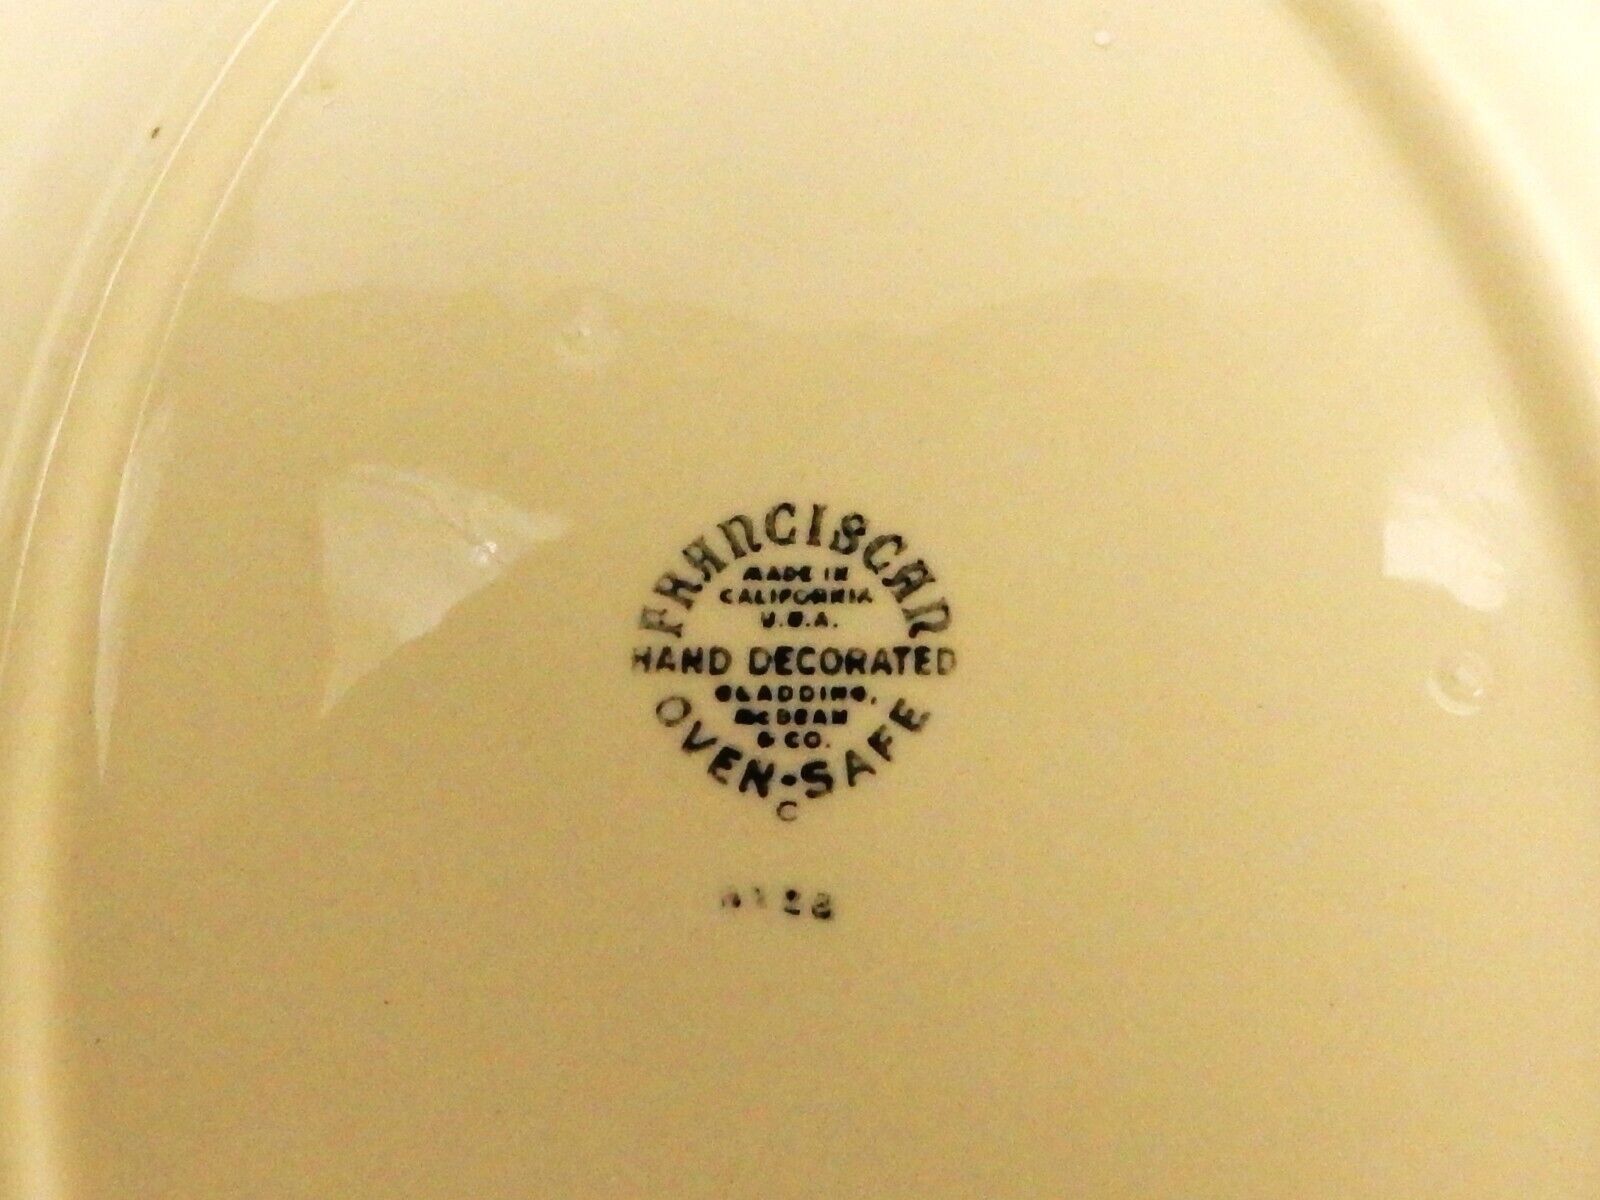 FRANCISCAN
MADE IN
CALIFORNIA
U.S.A.
HAND DECORATED
GLADDING,
McBEAN
& CO.
OVEN-SAFE
C